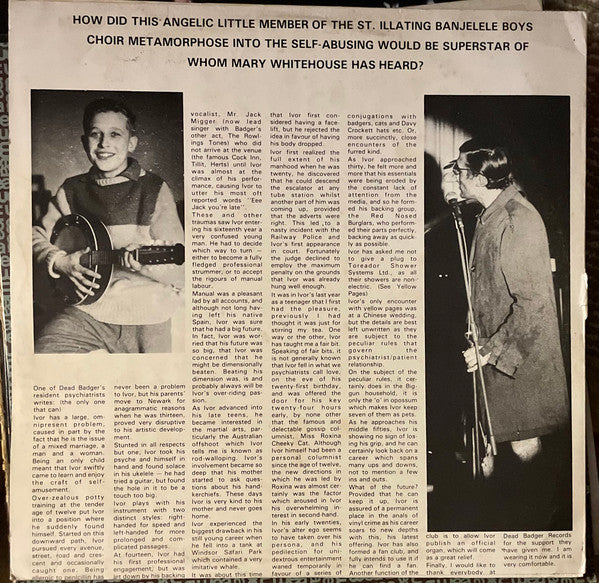 HOW DID THIS ANGELIC LITTLE MEMBER OF THE ST. ILLATING BANJELELE BOYS
CHOIR METAMORPHOSE INTO THE SELF-ABUSING WOULD BE SUPERSTAR OF
WHOM MARY WHITEHOUSE HAS HEARD?
One of Dead Badger's
resident psychiatrists
writes: (the only one
that can)
Ivor has a large, om-
nipresent problem,
caused in part by the
fact that he is the issue
of a mixed marriage, a
man and a woman.
Being an only child
meant that Ivor swiftly
came to learn and enjoy
the craft of self-
amusement.
Over-zealous potty
training at the tender
age of twelve put Ivor
into a position where
he suddenly found
himself. Started on this
downward path, Ivor
pursued every avenue,
street, road and cres-
cent and occasionally
caught one. Being
allergic to penicillin has
never been a problem
to Ivor, but his parents'
move to Newark for
anagrammatic reasons
when he was thirteen,
proved very disruptive
to his artistic develop-
ment.
Stunted in all respects
but one, Ivor took his
psyche and himself in
hand and found solace
in his ukelele — he had
tried a guitar, but found
the hole in it to be a
touch too big.
Ivor plays with his
instrument with two
distinct styles: right-
handed for speed and
left-handed for more
prolonged and com-
plicated passages.
At fourteen, Ivor had
his first professional
engagement, but was
let down by his backing
vocalist, Mr. Jack
Migger (now lead
singer with Badger's
other act, The Rowl-
ings Tones) who did
not arrive at the venue
(the famous Cock Inn,
Tillit, Herts) until Ivor
was almost at the
climax of his perfor-
mance, causing Ivor to
utter his most oft
reported words "Eee
Jack you're late".
These and other
traumas saw Ivor enter-
ing his sixteenth year a
very confused young
man. He had to decide
which way to turn —
either to become a fully
fledged professional
strummer, or to accept
the rigours of manual
labour.
Manual was a pleasant
lad by all accounts, and
although not long hav-
ing left his native
Spain, Ivor was sure
that he had a big future.
In fact, Ivor was wor-
ried that his future was
so big, that Ivor was
concerned that he
might be dimensionally
beaten. Beating his
dimension was, is and
probably always will be
Ivor's over-riding pas-
sion.
As Ivor advanced into
his late teens, he
became interested in
the marital arts, par-
ticularly the Australian
offshoot which Ivor
tells me is known as
rod-walloping. Ivor's
involvement became so
deep that his mother
started to ask ques-
tions about his hand-
kerchiefs. These days
Ivor is very kind to his
mother and never goes
home.
Ivor experienced the
biggest drawback in his
still young career when
he fell into a tank at
Windsor Safari Park
which contained a very
imitative whale.
It was about this time
that Ivor first con-
sidered having a face-
lift, but he rejected the
idea in favour of having
his body dropped.
Ivor first realized the
full extent of his
manhood when he was
twenty, he discovered
that he could descend
the escalator at any
tube station whilst
another part of him was
coming up, provided
that the adverts were
right. This led to a
nasty incident with the
Railway Police and
Ivor's first appearance
in court. Fortunately
the judge declined to
employ the maximum
penalty on the grounds
that Ivor was already
hung well enough.
It was in Ivor's last year
as a teenager that I first
had the pleasure,
previously I had
thought it was just for
stirring my tea. One
way or the other, Ivor
has taught me a fair bit.
Speaking of fair bits, it
is not generally known
that Ivor fell in what we
psychiatrists call love,
on the eve of his
twenty-first birthday,
and was offered the
door for his key
twenty four hours
early, by none other
that the famous and
delectable gossip col-
umnist, Miss Roxina
Cheeky Cat. Although
Ivor himself had been a
personal columnist
since the age of twelve,
the new directions in
which he was led by
Roxina was almost cer-
tainly was the factor
which aroused in Ivor
his overwhelming in-
terest in second hand.
In his early twenties,
Ivor's alter ego seems
to have taken over his
persona, and his
pedilection for un-
dextrous entertainment
waned temporarily in
favour of a series of
conjugations with
badgers, cats and Davy
Crockett hats etc. Or,
more succinctly, close
encounters of the
furred kind.
As Ivor approached
thirty, he felt more and
more that his essentials
were being eroded by
the constant lack of
attention from the
media, and so he form-
ed his backing group,
the Red Nosed
Burglars, who perform-
ed their parts perfectly,
backing away as quick-
ly as possible.
Ivor has asked me not
to give a plug to
Toreador Shower
Systems Ltd., as all
their showers are non-
electric. (See Yellow
Pages)
Ivor's only encounter
with yellow pages was
at a Chinese wedding,
but the details are best
left unwritten as they
are subject to the
peculiar rules that
govern the
psychiatrist/patient
relationship.
On the subject of the
peculiar rules, it cer-
tainly does in the Big-
gun household, it is
only the 'o' in opossum
which makes Ivor keep
seven of them as pets.
As he approaches his
middle fifties, Ivor is
showing no sign of los-
ing his grip, and he can
certainly look back on a
career which spans
many ups and downs,
not to mention a few ins
and outs.
What of the future?
Provided that he can
keep it up, Ivor is
assured of a permanent
place in the anals of
vinyl crime as his career
soars to new depths
with this, his latest
offering. Ivor has also
formed a fan club, and
fully intends to use it if
he can find a fan.
Another function of the
club is to allow Ivor
publish an official
organ, which will come
as a great relief.
Finally, I would like to
thank everybody, at
Dead Badger Records
for the support they
have given me. I am
wearing it now and it is
very comfortable.